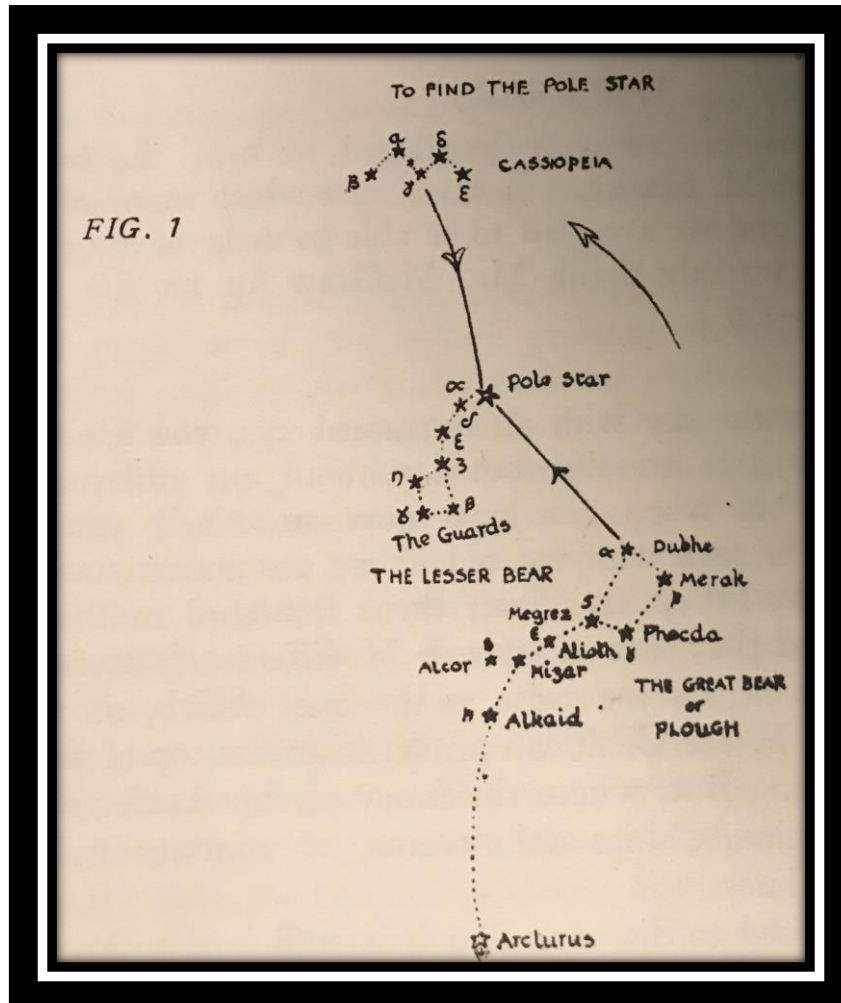 TO FIND THE POLE STAR
α δ
β γ ε
CASSIOPEIA
FIG. 1
α Pole Star
δ
ε
3
η
γ β
The Guards
THE LESSER BEAR
α Dubhe
Merak
β
Megrez
Phecda
γ
ε Alioth
Alcor
Mizar
THE GREAT BEAR
or
PLOUGH
η Alkaid
Arcturus